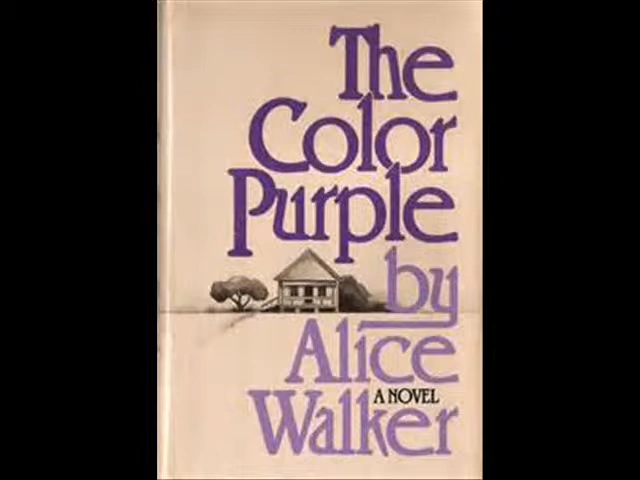 The
Color
Purple
by
Alice
A NOVEL
Walker